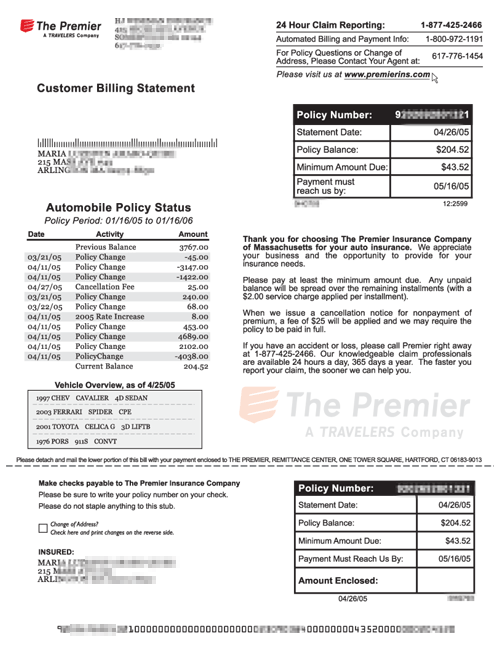 The Premier
A TRAVELERS Company
24 Hour Claim Reporting: 1-877-425-2466
Automated Billing and Payment Info: 1-800-972-1191
For Policy Questions or Change of
Address, Please Contact Your Agent at: 617-776-1454
Please visit us at www.premierins.com
Customer Billing Statement
Policy Number: 9
Statement Date: 04/26/05
Policy Balance: $204.52
Minimum Amount Due: $43.52
Payment must
reach us by: 05/16/05
12:2599
MARIA
215 MAS
ARLING
Automobile Policy Status
Policy Period: 01/16/05 to 01/16/06
Date Activity Amount
Previous Balance 3767.00
03/21/05 Policy Change -45.00
04/11/05 Policy Change -3147.00
04/11/05 Policy Change -1422.00
04/27/05 Cancellation Fee 25.00
03/21/05 Policy Change 240.00
03/22/05 Policy Change 68.00
04/11/05 2005 Rate Increase 8.00
04/11/05 Policy Change 453.00
04/11/05 Policy Change 4689.00
04/11/05 Policy Change 2102.00
04/11/05 PolicyChange -4038.00
Current Balance 204.52
Vehicle Overview, as of 4/25/05
1997 CHEV CAVALIER 4D SEDAN
2003 FERRARI SPIDER CPE
2001 TOYOTA CELICA G 3D LIFTB
1976 PORS 911S CONVT
Thank you for choosing The Premier Insurance Company
of Massachusetts for your auto insurance. We appreciate
your business and the opportunity to provide for your
insurance needs.
Please pay at least the minimum amount due. Any unpaid
balance will be spread over the remaining installments (with a
$2.00 service charge applied per installment).
When we issue a cancellation notice for nonpayment of
premium, a fee of $25 will be applied and we may require the
policy to be paid in full.
If you have an accident or loss, please call Premier right away
at 1-877-425-2466. Our knowledgeable claim professionals
are available 24 hours a day, 365 days a year. The faster you
report your claim, the sooner we can help you.
The Premier
A TRAVELERS Company
Please detach and mail the lower portion of this bill with your payment enclosed to THE PREMIER, REMITTANCE CENTER, ONE TOWER SQUARE, HARTFORD, CT 06183-9013
Make checks payable to The Premier Insurance Company
Please be sure to write your policy number on your check.
Please do not staple anything to this stub.
Change of Address?
Check here and print changes on the reverse side.
INSURED:
MARIA
215 M
ARLI
Policy Number:
Statement Date: 04/26/05
Policy Balance: $204.52
Minimum Amount Due: $43.52
Payment Must Reach Us By: 05/16/05
Amount Enclosed:
04/26/05